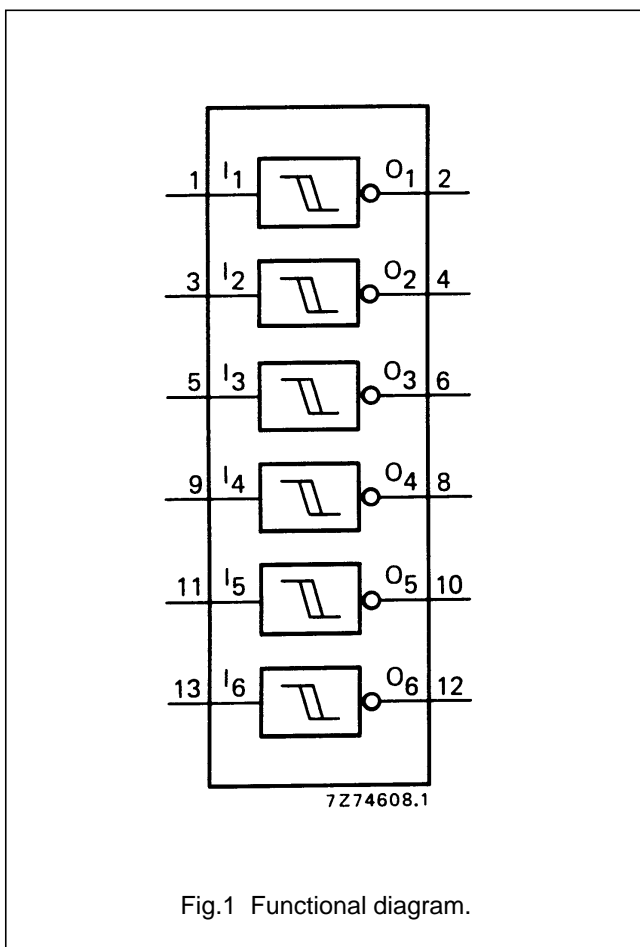 1 I1 O1 2
3 I2 O2 4
5 I3 O3 6
9 I4 O4 8
11 I5 O5 10
13 I6 O6 12
7Z74608.1
Fig.1 Functional diagram.